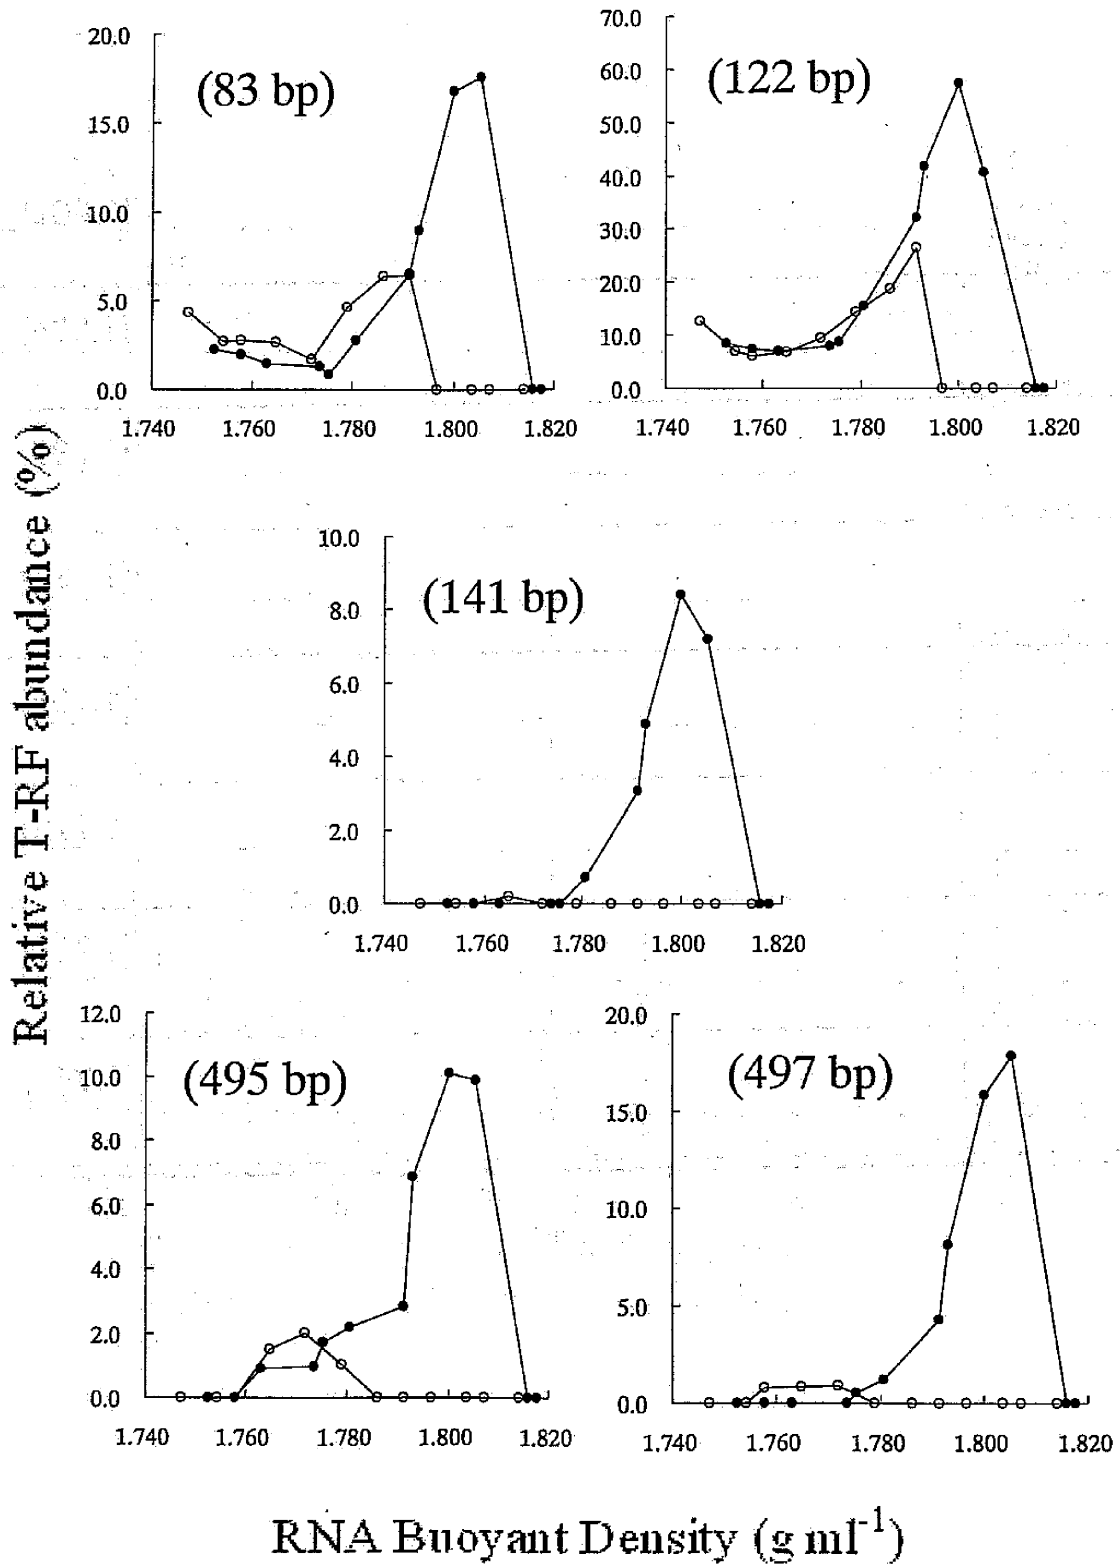 20.0
15.0
10.0
5.0
0.0
(83 bp)
1.740 1.760 1.780 1.800 1.820
70.0
60.0
50.0
40.0
30.0
20.0
10.0
0.0
(122 bp)
1.740 1.760 1.780 1.800 1.820
Relative T-RF abundance (%)
10.0
8.0
6.0
4.0
2.0
0.0
(141 bp)
1.740 1.760 1.780 1.800 1.820
12.0
10.0
8.0
6.0
4.0
2.0
0.0
(495 bp)
1.740 1.760 1.780 1.800 1.820
20.0
15.0
10.0
5.0
0.0
(497 bp)
1.740 1.760 1.780 1.800 1.820
RNA Buoyant Density (g ml⁻¹)